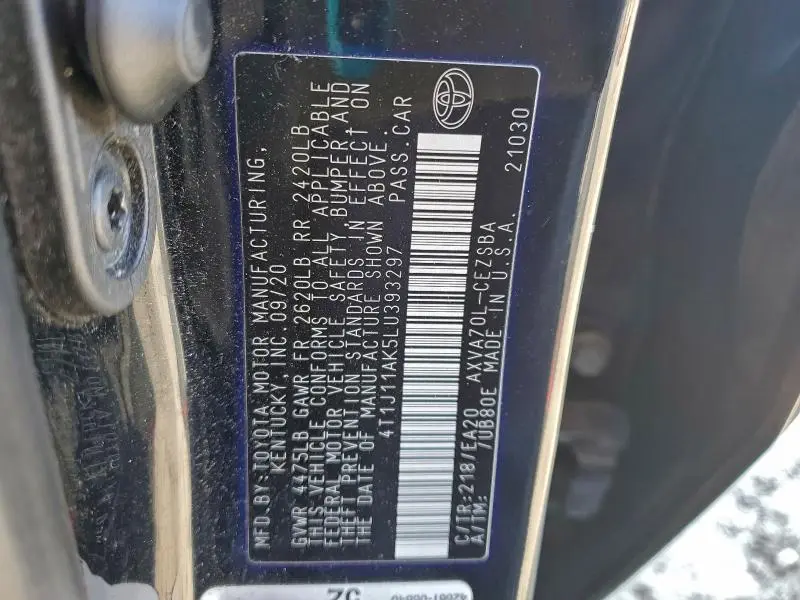 MFD.BY:TOYOTA MOTOR MANUFACTURING,
KENTUCKY, INC.09/20
GVWR 4475LB GAWR FR 2620LB RR 2420LB
THIS VEHICLE CONFORMS TO ALL APPLICABLE
FEDERAL MOTOR VEHICLE SAFETY, BUMPER AND
THEFT PREVENTION STANDARDS IN EFFECT ON
THE DATE OF MANUFACTURE SHOWN ABOVE.
4T1JT1AK5LU393297 PASS.CAR
C/TR:218/EA20 AXVA70L-CEZSBA
A/TM: /UB80E MADE IN U.S.A. 21030